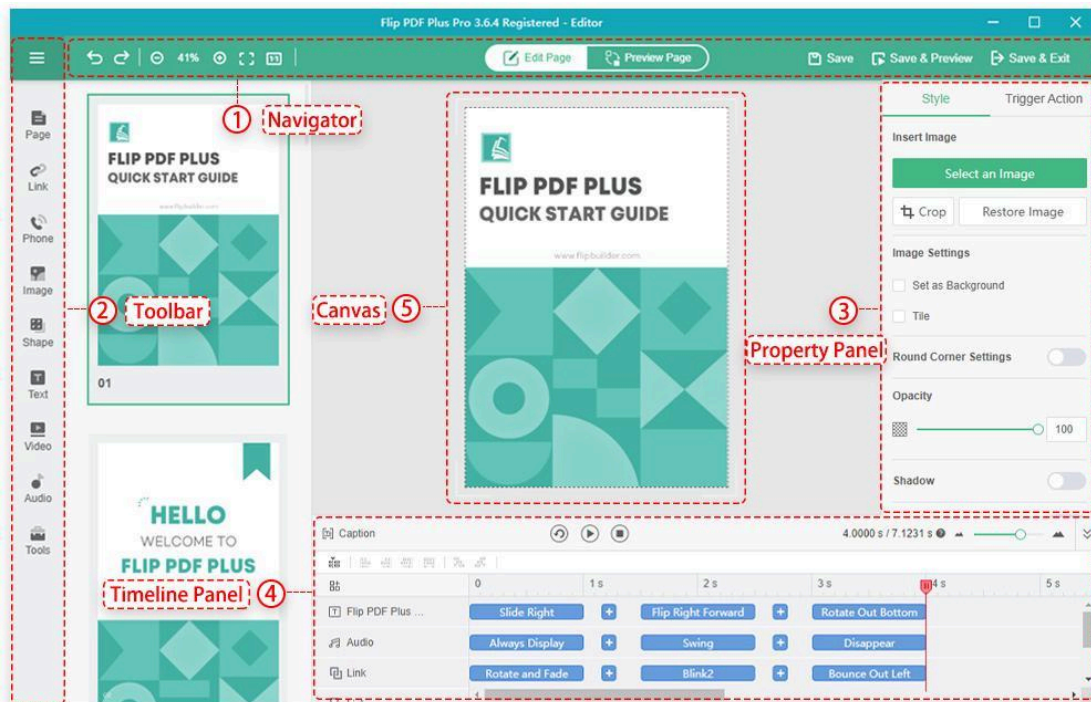 Flip PDF Plus Pro 3.6.4 Registered - Editor
41%
1:1
Edit Page
Preview Page
Save
Save & Preview
Save & Exit
1 Navigator
Page
Link
Phone
Image
Shape
Text
Video
Audio
Tools
2 Toolbar
FLIP PDF PLUS
QUICK START GUIDE
www.flipbuilder.com
01
HELLO
WELCOME TO
FLIP PDF PLUS
Canvas 5
FLIP PDF PLUS
QUICK START GUIDE
www.flipbuilder.com
3
Property Panel
Style
Trigger Action
Insert Image
Select an Image
Crop
Restore Image
Image Settings
Set as Background
Tile
Round Corner Settings
Opacity
100
Shadow
Timeline Panel 4
Caption
4.0000 s / 7.1231 s
0 1 s 2 s 3 s 4 s 5 s
Flip PDF Plus ... Slide Right + Flip Right Forward + Rotate Out Bottom
Audio Always Display + Swing + Disappear
Link Rotate and Fade + Blink2 + Bounce Out Left